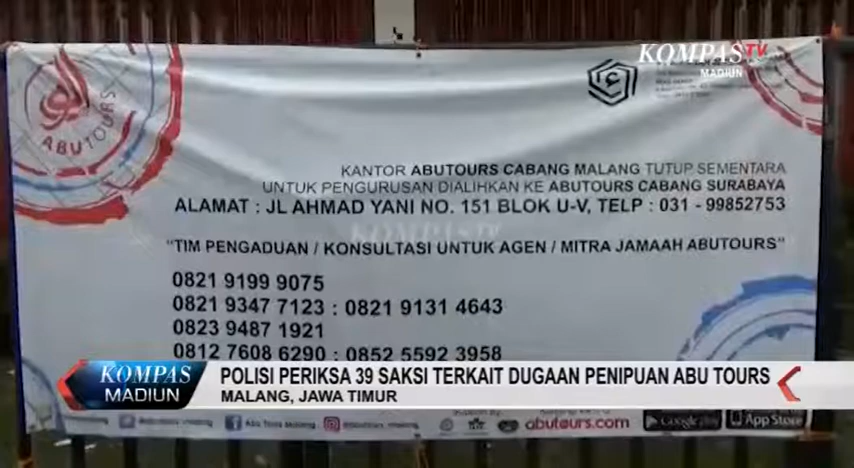 KOMPAS TV
MADIUN
ABUTOURS
KANTOR ABUTOURS CABANG MALANG TUTUP SEMENTARA
UNTUK PENGURUSAN DIALIHKAN KE ABUTOURS CABANG SURABAYA
ALAMAT : JL AHMAD YANI NO. 151 BLOK U-V, TELP : 031 - 99852753
"TIM PENGADUAN / KONSULTASI UNTUK AGEN / MITRA JAMAAH ABUTOURS"
KOMPAS TV
0821 9199 9075
0821 9347 7123 : 0821 9131 4643
0823 9487 1921
0812 7608 6290 : 0852 5592 3958
KOMPAS MADIUN
POLISI PERIKSA 39 SAKSI TERKAIT DUGAAN PENIPUAN ABU TOURS
MALANG, JAWA TIMUR
abutours.com
Google play
App Store